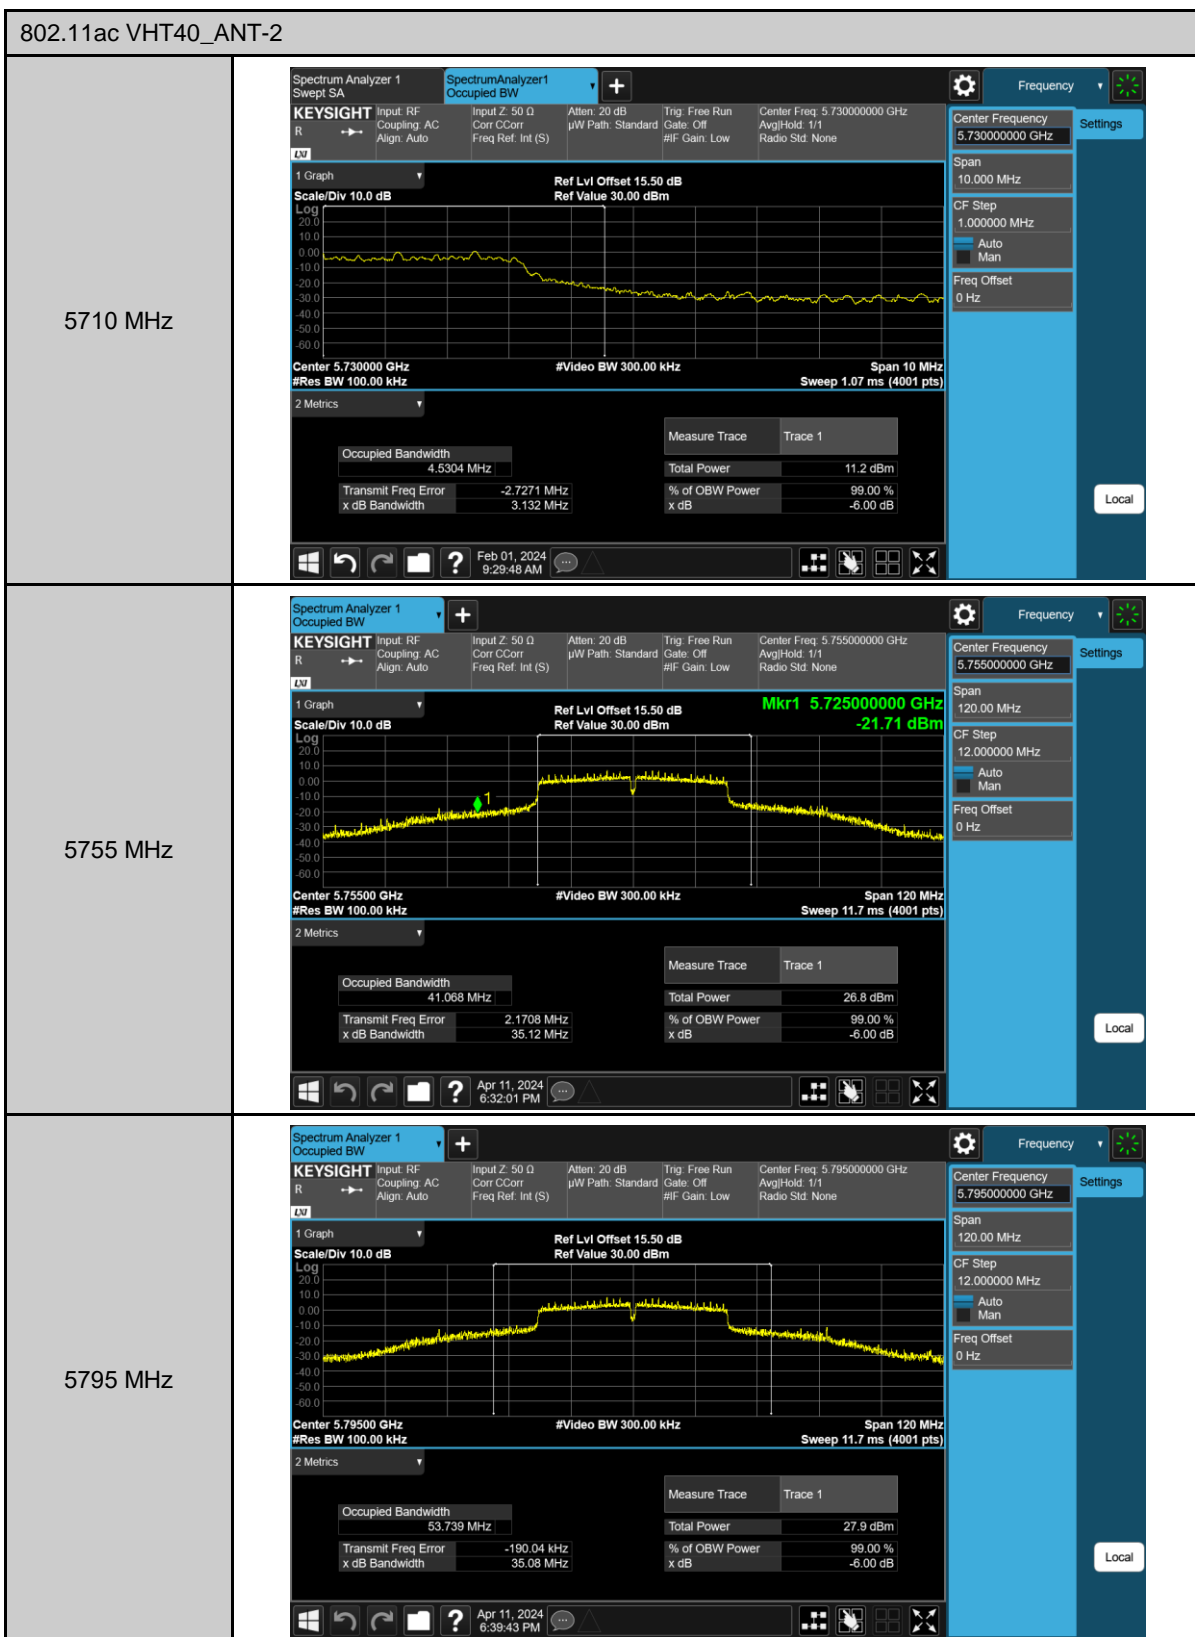 802.11ac VHT40_ANT-2
5710 MHz
Spectrum Analyzer 1
Swept SA
SpectrumAnalyzer1
Occupied BW
Frequency
KEYSIGHT
R
LXI
Input: RF
Coupling: AC
Align: Auto
Input Z: 50 Ω
Corr CCorr
Freq Ref: Int (S)
Atten: 20 dB
µW Path: Standard
Trig: Free Run
Gate: Off
#IF Gain: Low
Center Freq: 5.730000000 GHz
Avg|Hold: 1/1
Radio Std: None
Center Frequency
5.730000000 GHz
Settings
Span
10.000 MHz
CF Step
1.000000 MHz
Auto
Man
Freq Offset
0 Hz
Local
1 Graph
Scale/Div 10.0 dB
Ref Lvl Offset 15.50 dB
Ref Value 30.00 dBm
Log
20.0
10.0
0.00
-10.0
-20.0
-30.0
-40.0
-50.0
-60.0
Center 5.730000 GHz
#Video BW 300.00 kHz
Span 10 MHz
#Res BW 100.00 kHz
Sweep 1.07 ms (4001 pts)
2 Metrics
Measure Trace Trace 1
Occupied Bandwidth
4.5304 MHz
Total Power 11.2 dBm
Transmit Freq Error -2.7271 MHz
% of OBW Power 99.00 %
x dB Bandwidth 3.132 MHz
x dB -6.00 dB
Feb 01, 2024
9:29:48 AM
5755 MHz
Spectrum Analyzer 1
Occupied BW
Frequency
KEYSIGHT
R
LXI
Input: RF
Coupling: AC
Align: Auto
Input Z: 50 Ω
Corr CCorr
Freq Ref: Int (S)
Atten: 20 dB
µW Path: Standard
Trig: Free Run
Gate: Off
#IF Gain: Low
Center Freq: 5.755000000 GHz
Avg|Hold: 1/1
Radio Std: None
Center Frequency
5.755000000 GHz
Settings
Span
120.00 MHz
CF Step
12.000000 MHz
Auto
Man
Freq Offset
0 Hz
Local
1 Graph
Scale/Div 10.0 dB
Ref Lvl Offset 15.50 dB
Ref Value 30.00 dBm
Mkr1 5.725000000 GHz
-21.71 dBm
Log
20.0
10.0
0.00
-10.0
-20.0
-30.0
-40.0
-50.0
-60.0
1
Center 5.75500 GHz
#Video BW 300.00 kHz
Span 120 MHz
#Res BW 100.00 kHz
Sweep 11.7 ms (4001 pts)
2 Metrics
Measure Trace Trace 1
Occupied Bandwidth
41.068 MHz
Total Power 26.8 dBm
Transmit Freq Error 2.1708 MHz
% of OBW Power 99.00 %
x dB Bandwidth 35.12 MHz
x dB -6.00 dB
Apr 11, 2024
6:32:01 PM
5795 MHz
Spectrum Analyzer 1
Occupied BW
Frequency
KEYSIGHT
R
LXI
Input: RF
Coupling: AC
Align: Auto
Input Z: 50 Ω
Corr CCorr
Freq Ref: Int (S)
Atten: 20 dB
µW Path: Standard
Trig: Free Run
Gate: Off
#IF Gain: Low
Center Freq: 5.795000000 GHz
Avg|Hold: 1/1
Radio Std: None
Center Frequency
5.795000000 GHz
Settings
Span
120.00 MHz
CF Step
12.000000 MHz
Auto
Man
Freq Offset
0 Hz
Local
1 Graph
Scale/Div 10.0 dB
Ref Lvl Offset 15.50 dB
Ref Value 30.00 dBm
Log
20.0
10.0
0.00
-10.0
-20.0
-30.0
-40.0
-50.0
-60.0
Center 5.79500 GHz
#Video BW 300.00 kHz
Span 120 MHz
#Res BW 100.00 kHz
Sweep 11.7 ms (4001 pts)
2 Metrics
Measure Trace Trace 1
Occupied Bandwidth
53.739 MHz
Total Power 27.9 dBm
Transmit Freq Error -190.04 kHz
% of OBW Power 99.00 %
x dB Bandwidth 35.08 MHz
x dB -6.00 dB
Apr 11, 2024
6:39:43 PM